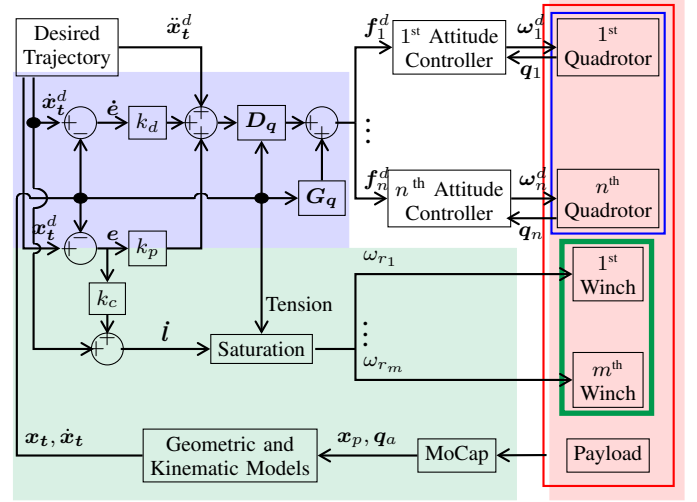 Desired
Trajectory
ẍ_t^d
f_1^d
1st Attitude
Controller
ω_1^d
q_1
1st
Quadrotor
ẋ_t^d
ė
k_d
D_q
G_q
⋮
f_n^d
nth Attitude
Controller
ω_n^d
q_n
nth
Quadrotor
x_t^d
e
k_p
k_c
ω_{r_1}
1st
Winch
Tension
l̇
Saturation
⋮
ω_{r_m}
mth
Winch
x_t, ẋ_t
Geometric and
Kinematic Models
x_p, q_a
MoCap
Payload